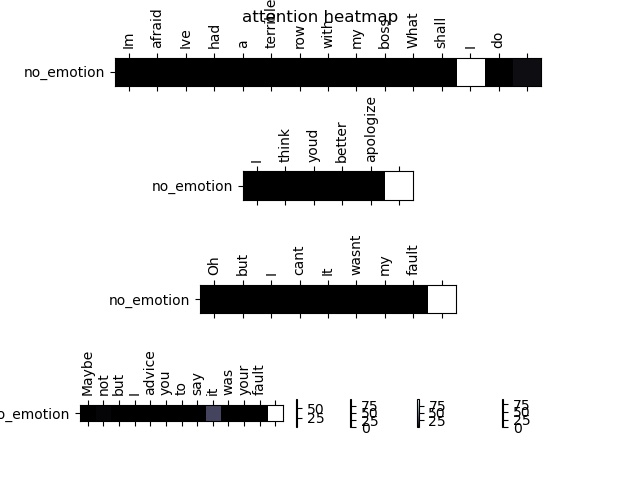 attention heatmap
Im afraid Ive had a terrible row with my boss What shall I do
no_emotion
I think youd better apologize
no_emotion
Oh but I cant It wasnt my fault
no_emotion
Maybe not but I advice you to say it was your fault
o_emotion
50
25
75
50
25
0
75
50
25
75
50
25
0